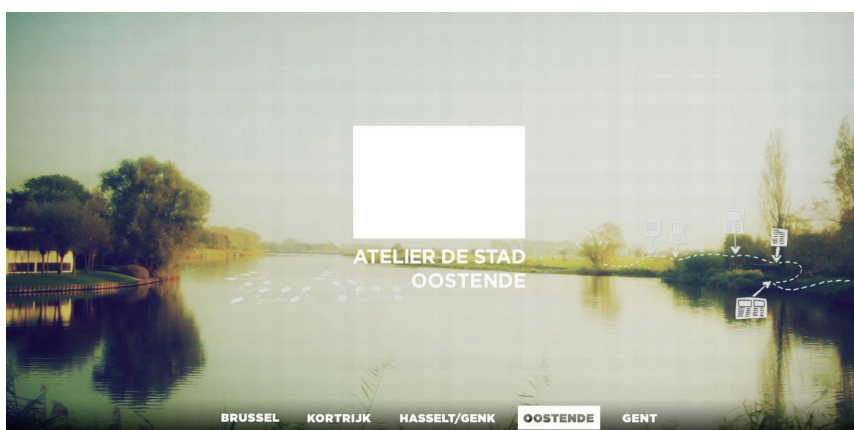 ATELIER DE STAD
OOSTENDE
BRUSSEL KORTRIJK HASSELT/GENK OOSTENDE GENT